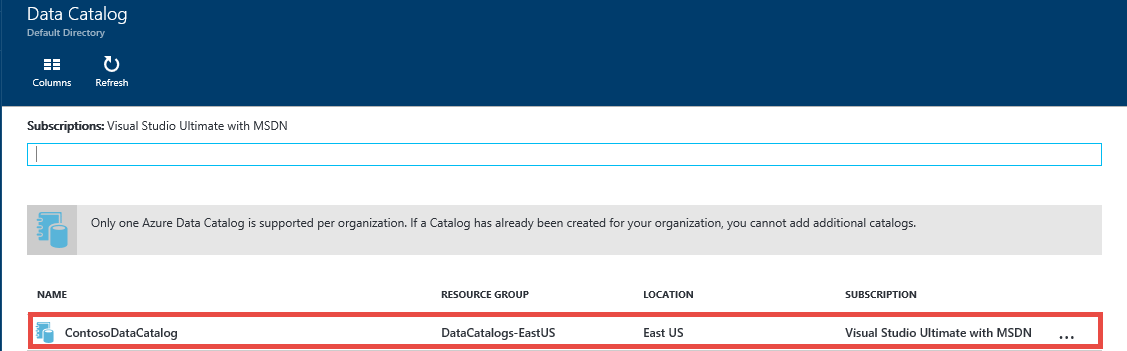 Data Catalog
Default Directory
Columns Refresh
Subscriptions: Visual Studio Ultimate with MSDN
Only one Azure Data Catalog is supported per organization. If a Catalog has already been created for your organization, you cannot add additional catalogs.
NAME RESOURCE GROUP LOCATION SUBSCRIPTION
ContosoDataCatalog DataCatalogs-EastUS East US Visual Studio Ultimate with MSDN ...